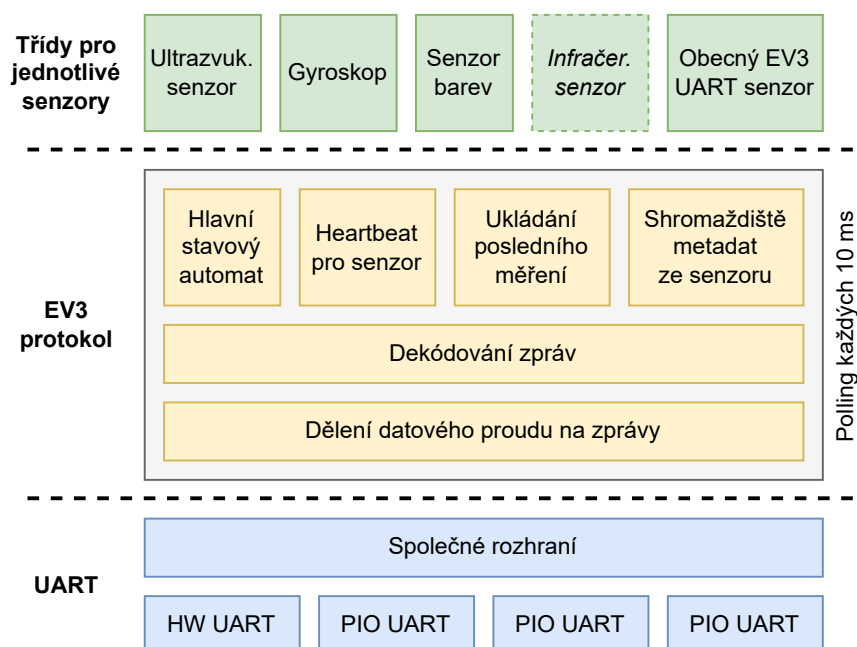 Třídy pro
jednotlivé
senzory
Ultrazvuk.
senzor
Gyroskop
Senzor
barev
Infračer.
senzor
Obecný EV3
UART senzor
EV3
protokol
Hlavní
stavový
automat
Heartbeat
pro senzor
Ukládání
posledního
měření
Shromaždiště
metadat
ze senzoru
Dekódování zpráv
Dělení datového proudu na zprávy
Polling každých 10 ms
UART
Společné rozhraní
HW UART
PIO UART
PIO UART
PIO UART